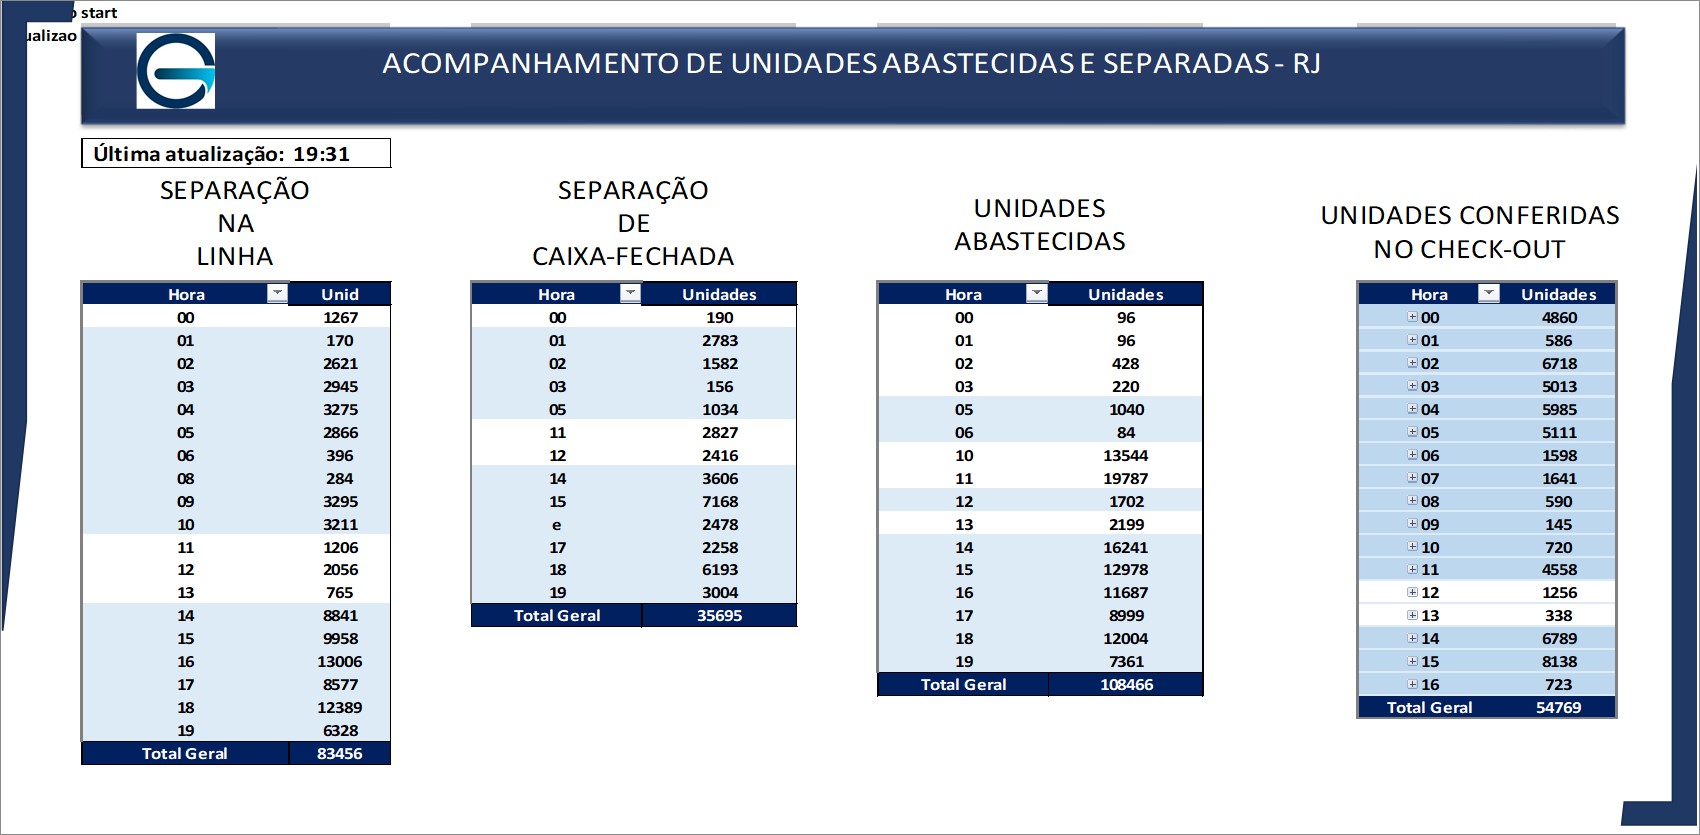 start
ualizao
ACOMPANHAMENTO DE UNIDADES ABASTECIDAS E SEPARADAS - RJ
Última atualização: 19:31
SEPARAÇÃO
NA
LINHA
Hora Unid
00 1267
01 170
02 2621
03 2945
04 3275
05 2866
06 396
08 284
09 3295
10 3211
11 1206
12 2056
13 765
14 8841
15 9958
16 13006
17 8577
18 12389
19 6328
Total Geral 83456
SEPARAÇÃO
DE
CAIXA-FECHADA
Hora Unidades
00 190
01 2783
02 1582
03 156
05 1034
11 2827
12 2416
14 3606
15 7168
e 2478
17 2258
18 6193
19 3004
Total Geral 35695
UNIDADES
ABASTECIDAS
Hora Unidades
00 96
01 96
02 428
03 220
05 1040
06 84
10 13544
11 19787
12 1702
13 2199
14 16241
15 12978
16 11687
17 8999
18 12004
19 7361
Total Geral 108466
UNIDADES CONFERIDAS
NO CHECK-OUT
Hora Unidades
00 4860
01 586
02 6718
03 5013
04 5985
05 5111
06 1598
07 1641
08 590
09 145
10 720
11 4558
12 1256
13 338
14 6789
15 8138
16 723
Total Geral 54769